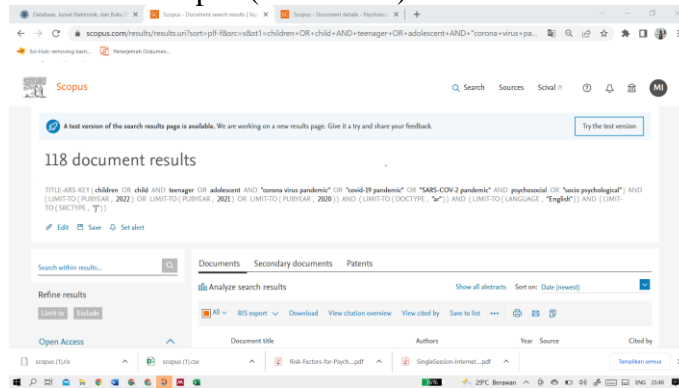 Database, Jurnal Elektronik, dan Buku
Scopus - Document search results | Sig
Scopus - Document details - Psychoso
scopus.com/results/results.uri?sort=plf-f&src=s&st1=children+OR+child+AND+teenager+OR+adolescent+AND+"corona+virus+pa...
Sci-Hub: removing barri...
Penerjemah Dokumen...
Scopus
Search Sources Scival MI
A test version of the search results page is available. We are working on a new results page. Give it a try and share your feedback.
Try the test version
118 document results
TITLE-ABS-KEY ( children OR child AND teenager OR adolescent AND "corona virus pandemic" OR "covid-19 pandemic" OR "SARS-COV-2 pandemic" AND psychosocial OR "socio psychological" ) AND
( LIMIT-TO ( PUBYEAR , 2022 ) OR LIMIT-TO ( PUBYEAR , 2021 ) OR LIMIT-TO ( PUBYEAR , 2020 ) ) AND ( LIMIT-TO ( DOCTYPE , "ar" ) ) AND ( LIMIT-TO ( LANGUAGE , "English" ) ) AND ( LIMIT-
TO ( SRCTYPE , "j" ) )
Edit Save Set alert
Search within results...
Documents Secondary documents Patents
Analyze search results
Show all abstracts Sort on: Date (newest)
Refine results
Limit to Exclude
All RIS export Download View citation overview View cited by Save to list •••
Open Access
Document title Authors Year Source Cited by
scopus (1).ris
scopus (1).csv
Risk-Factors-for-Psych....pdf
SingleSession-Internet....pdf
Tampilkan semua
29°C Berawan
ENG 23.40